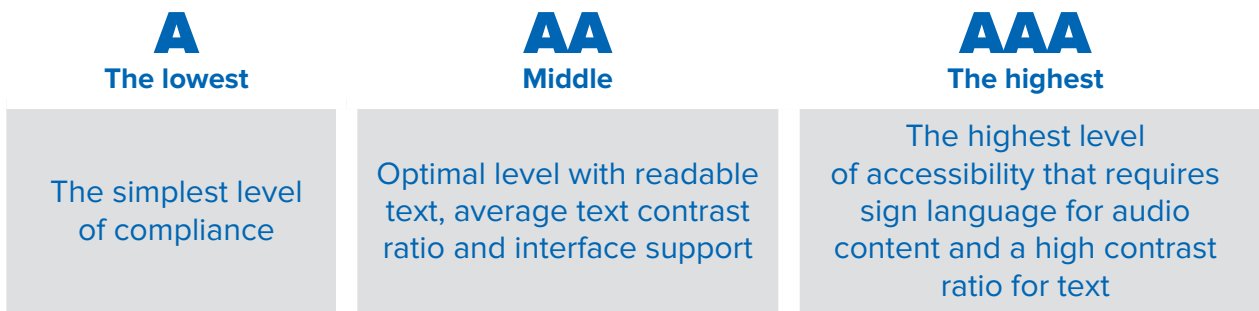 A
The lowest
The simplest level
of compliance
AA
Middle
Optimal level with readable
text, average text contrast
ratio and interface support
AAA
The highest
The highest level
of accessibility that requires
sign language for audio
content and a high contrast
ratio for text